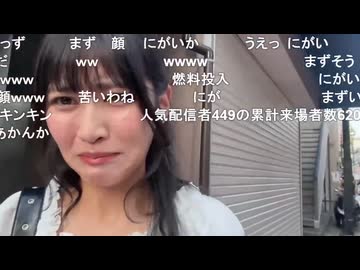 っず まず 顔 にがいか うえっ にがい
だ ww wwww まずそう
www 燃料投入 にがい
顔www 苦いわね にが まずい
キンキン 人気配信者449の累計来場者数620
あかんか